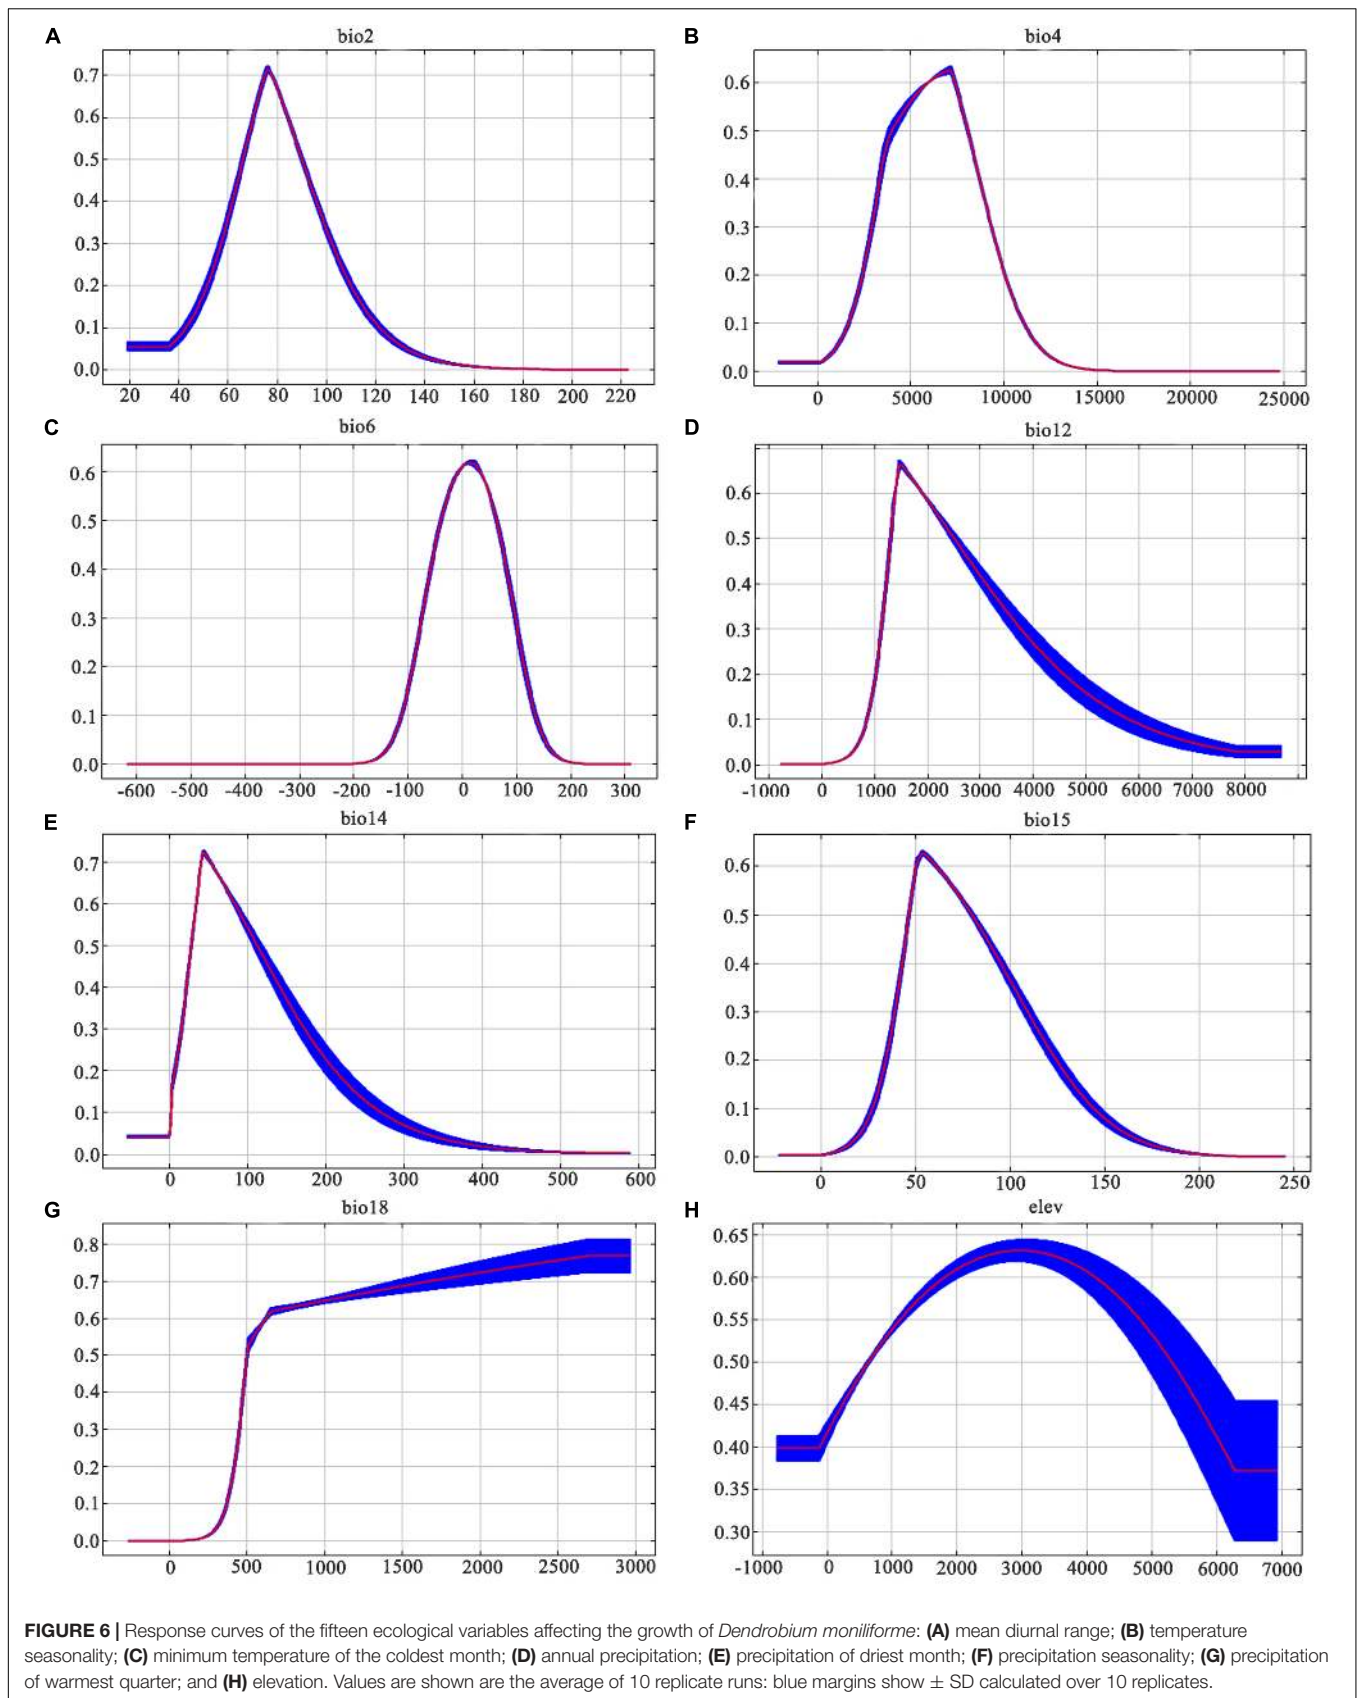 A
bio2
0.7
0.6
0.5
0.4
0.3
0.2
0.1
0.0
20 40 60 80 100 120 140 160 180 200 220
B
bio4
0.6
0.5
0.4
0.3
0.2
0.1
0.0
0 5000 10000 15000 20000 25000
C
bio6
0.6
0.5
0.4
0.3
0.2
0.1
0.0
-600 -500 -400 -300 -200 -100 0 100 200 300
D
bio12
0.6
0.5
0.4
0.3
0.2
0.1
0.0
-1000 0 1000 2000 3000 4000 5000 6000 7000 8000
E
bio14
0.7
0.6
0.5
0.4
0.3
0.2
0.1
0.0
0 100 200 300 400 500 600
F
bio15
0.6
0.5
0.4
0.3
0.2
0.1
0.0
0 50 100 150 200 250
G
bio18
0.8
0.7
0.6
0.5
0.4
0.3
0.2
0.1
0.0
0 500 1000 1500 2000 2500 3000
H
elev
0.65
0.60
0.55
0.50
0.45
0.40
0.35
0.30
-1000 0 1000 2000 3000 4000 5000 6000 7000
FIGURE 6 | Response curves of the fifteen ecological variables affecting the growth of Dendrobium moniliforme: (A) mean diurnal range; (B) temperature
seasonality; (C) minimum temperature of the coldest month; (D) annual precipitation; (E) precipitation of driest month; (F) precipitation seasonality; (G) precipitation
of warmest quarter; and (H) elevation. Values are shown are the average of 10 replicate runs: blue margins show ± SD calculated over 10 replicates.